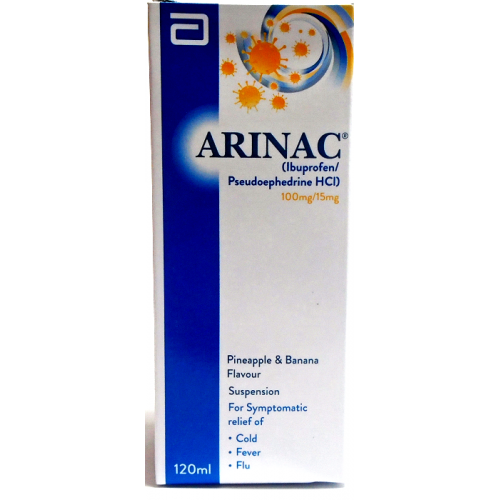 ARINAC®
(Ibuprofen/
Pseudoephedrine HCl)
100mg/15mg
Pineapple & Banana
Flavour
Suspension
For Symptomatic
relief of
• Cold
• Fever
• Flu
120ml